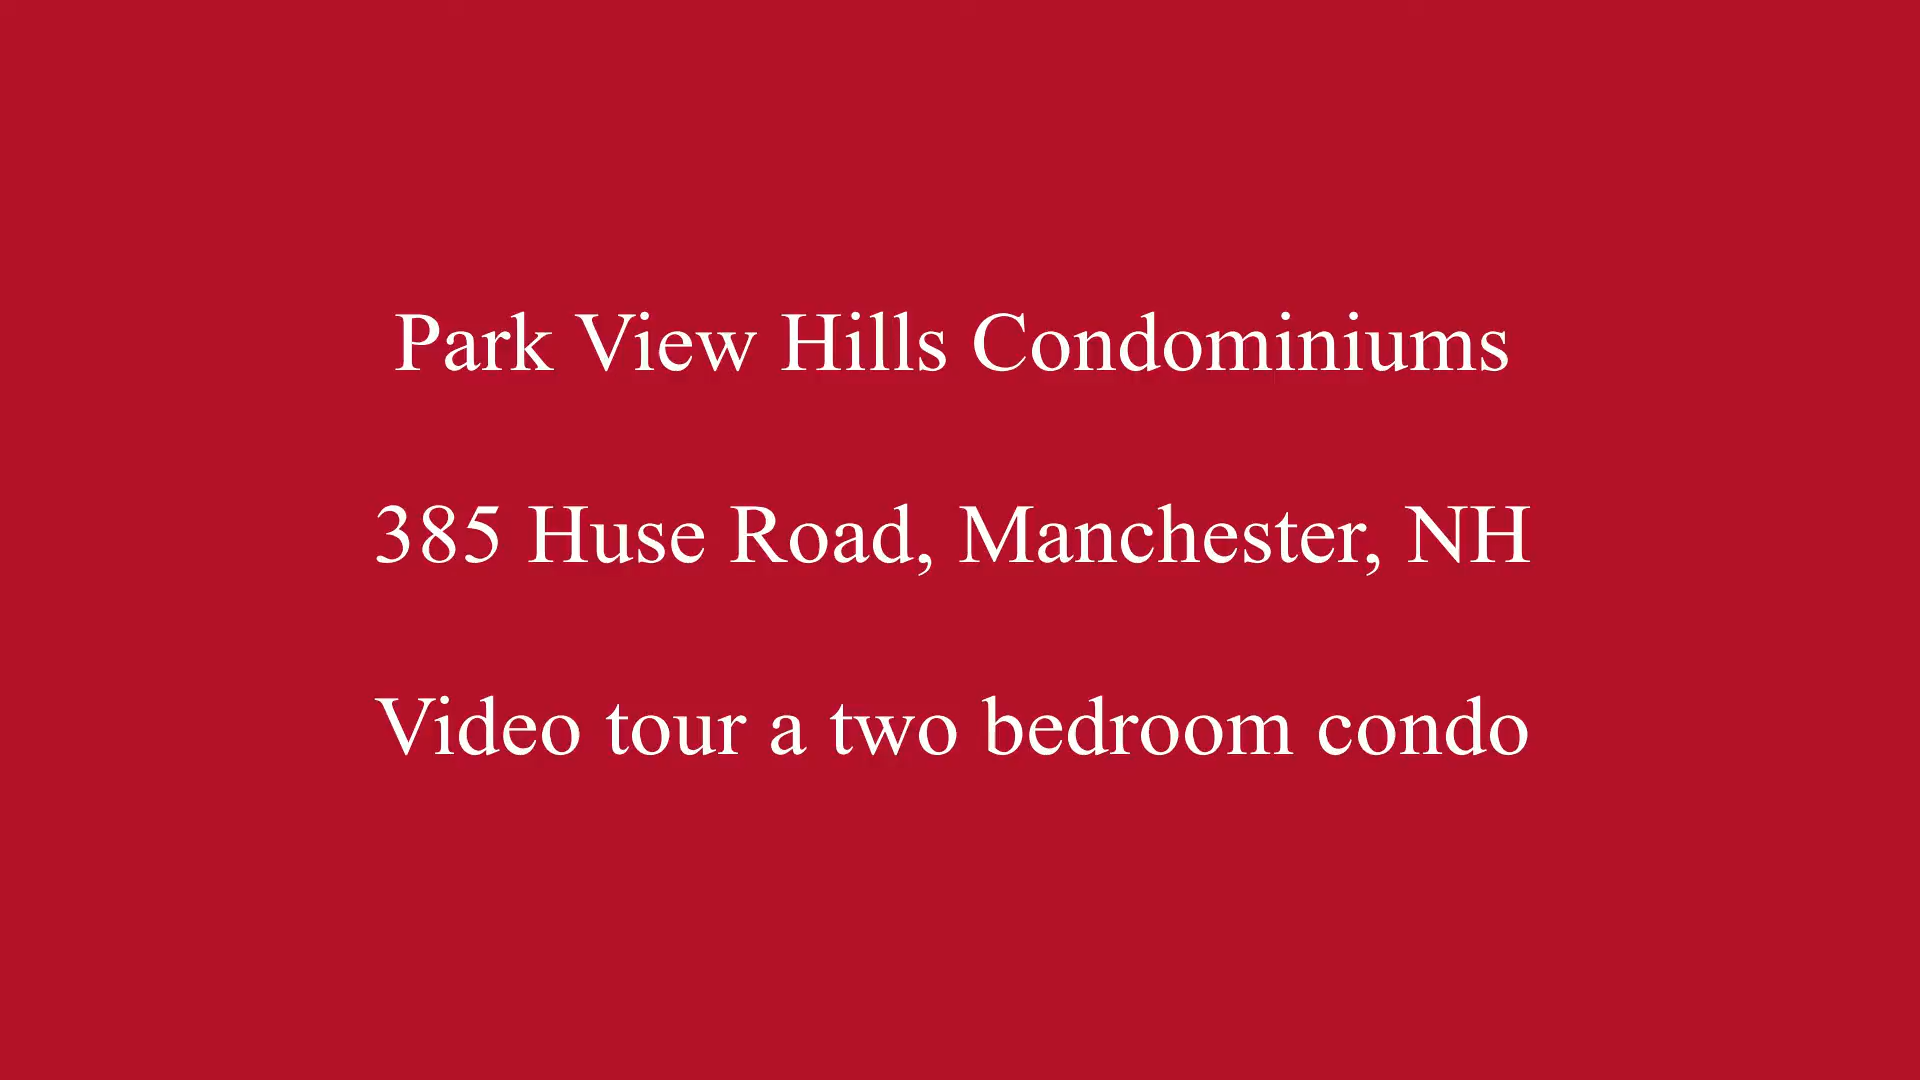 Park View Hills Condominiums
385 Huse Road, Manchester, NH
Video tour a two bedroom condo